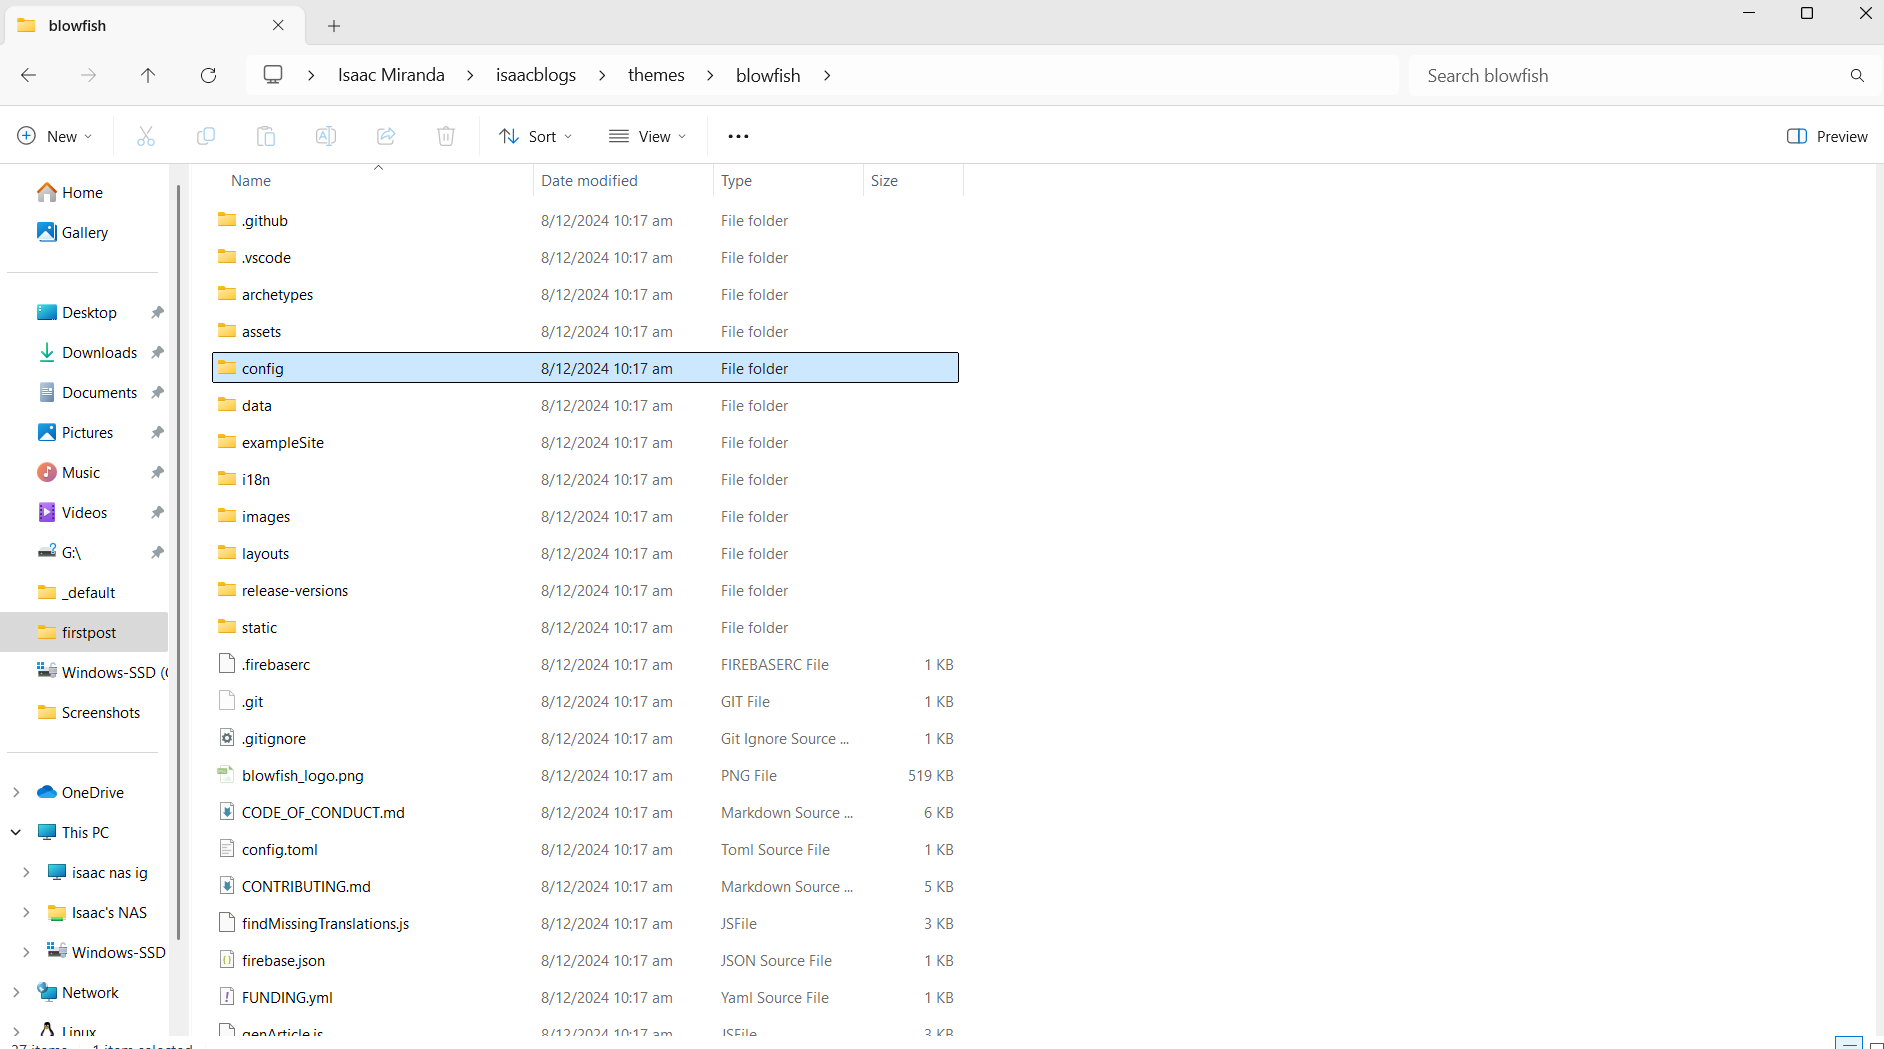 blowfish
Isaac Miranda > isaacblogs > themes > blowfish >
Search blowfish
New
Sort
View
Preview
Name Date modified Type Size
Home
Gallery
Desktop
Downloads
Documents
Pictures
Music
Videos
G:\
_default
firstpost
Windows-SSD (
Screenshots
OneDrive
This PC
isaac nas ig
Isaac's NAS
Windows-SSD
Network
Linux
.github 8/12/2024 10:17 am File folder
.vscode 8/12/2024 10:17 am File folder
archetypes 8/12/2024 10:17 am File folder
assets 8/12/2024 10:17 am File folder
config 8/12/2024 10:17 am File folder
data 8/12/2024 10:17 am File folder
exampleSite 8/12/2024 10:17 am File folder
i18n 8/12/2024 10:17 am File folder
images 8/12/2024 10:17 am File folder
layouts 8/12/2024 10:17 am File folder
release-versions 8/12/2024 10:17 am File folder
static 8/12/2024 10:17 am File folder
.firebaserc 8/12/2024 10:17 am FIREBASERC File 1 KB
.git 8/12/2024 10:17 am GIT File 1 KB
.gitignore 8/12/2024 10:17 am Git Ignore Source ... 1 KB
blowfish_logo.png 8/12/2024 10:17 am PNG File 519 KB
CODE_OF_CONDUCT.md 8/12/2024 10:17 am Markdown Source ... 6 KB
config.toml 8/12/2024 10:17 am Toml Source File 1 KB
CONTRIBUTING.md 8/12/2024 10:17 am Markdown Source ... 5 KB
findMissingTranslations.js 8/12/2024 10:17 am JSFile 3 KB
firebase.json 8/12/2024 10:17 am JSON Source File 1 KB
FUNDING.yml 8/12/2024 10:17 am Yaml Source File 1 KB
genArticle.js 8/12/2024 10:17 am JSFile 3 KB
27 items 1 item selected